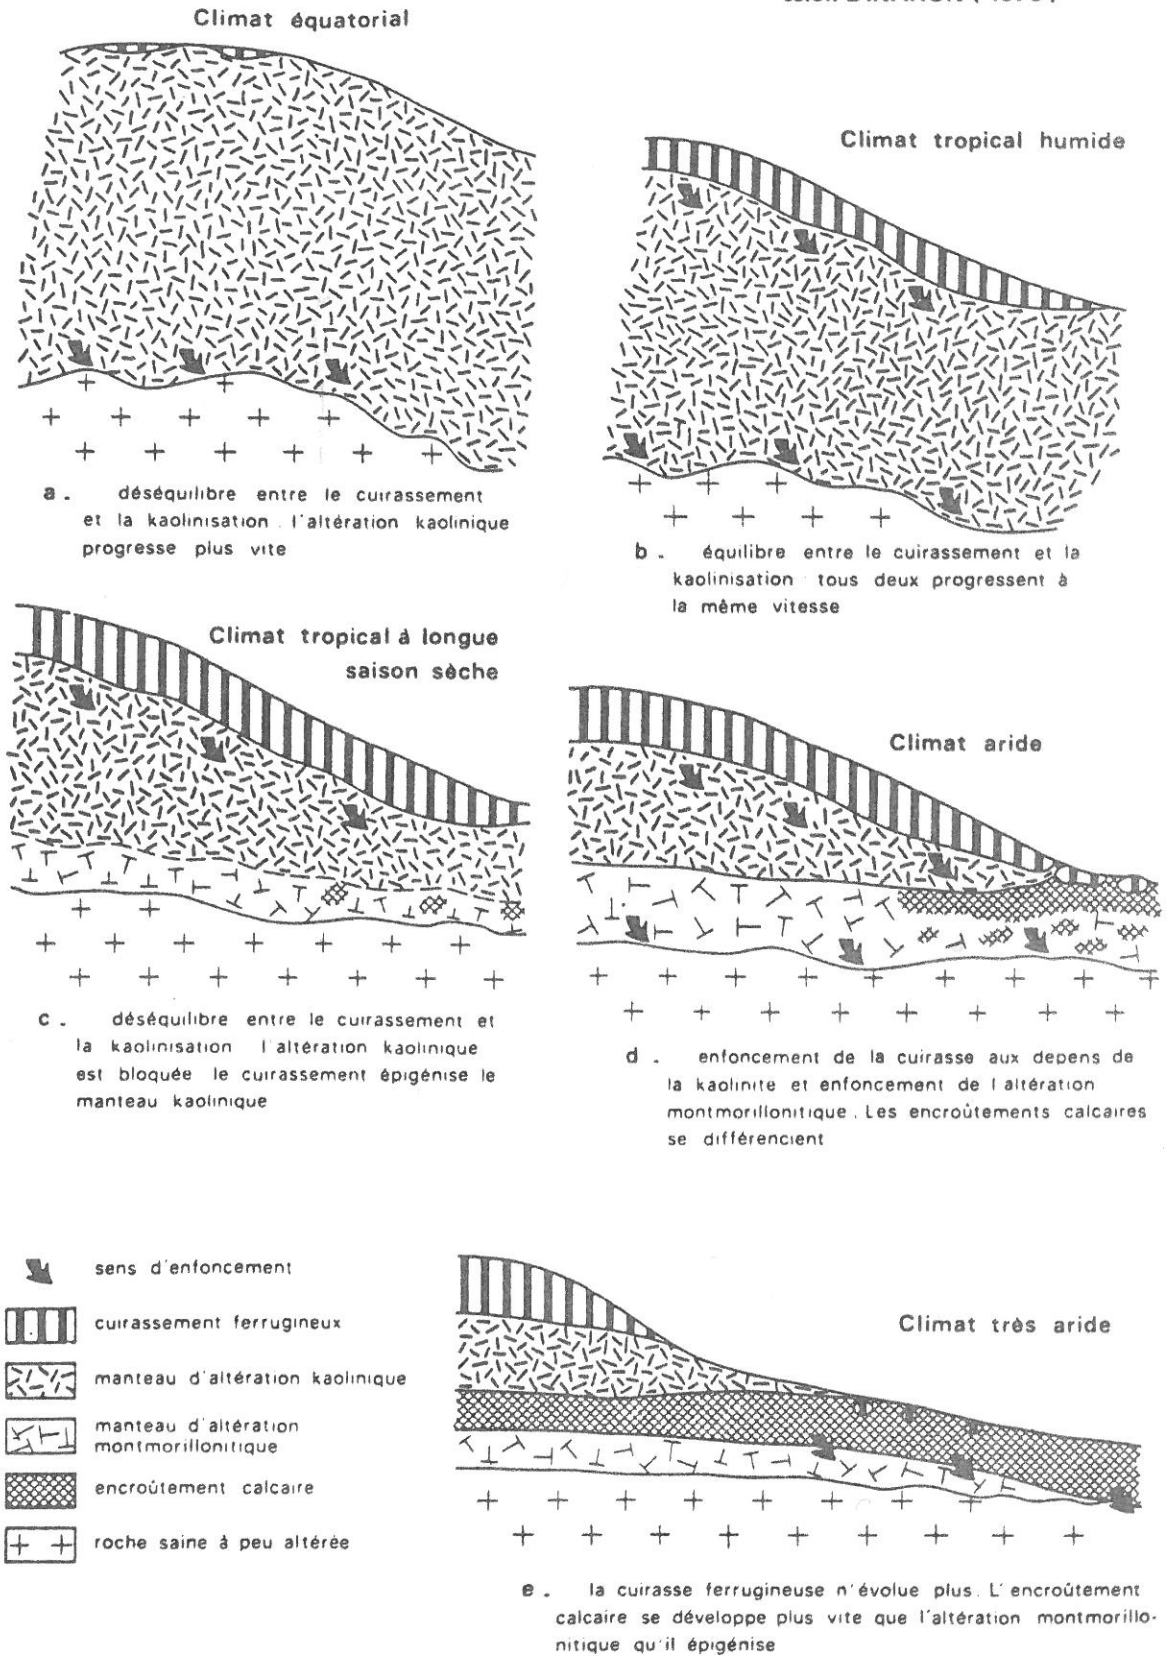 Climat équatorial
a. déséquilibre entre le cuirassement
et la kaolinisation. l'altération kaolinique
progresse plus vite
Climat tropical humide
b. équilibre entre le cuirassement et la
kaolinisation tous deux progressent à
la même vitesse
Climat tropical à longue
saison sèche
c. déséquilibre entre le cuirassement et
la kaolinisation l'altération kaolinique
est bloquée le cuirassement épigénise le
manteau kaolinique
Climat aride
d. enfoncement de la cuirasse aux depens de
la kaolinite et enfoncement de l altération
montmorillonitique. Les encroûtements calcaires
se différencient
sens d'enfoncement
cuirassement ferrugineux
manteau d'altération kaolinique
manteau d'altération
montmorillonitique
encroûtement calcaire
roche saine à peu altérée
Climat très aride
e. la cuirasse ferrugineuse n'évolue plus. L'encroûtement
calcaire se développe plus vite que l'altération montmorillo-
nitique qu'il épigénise